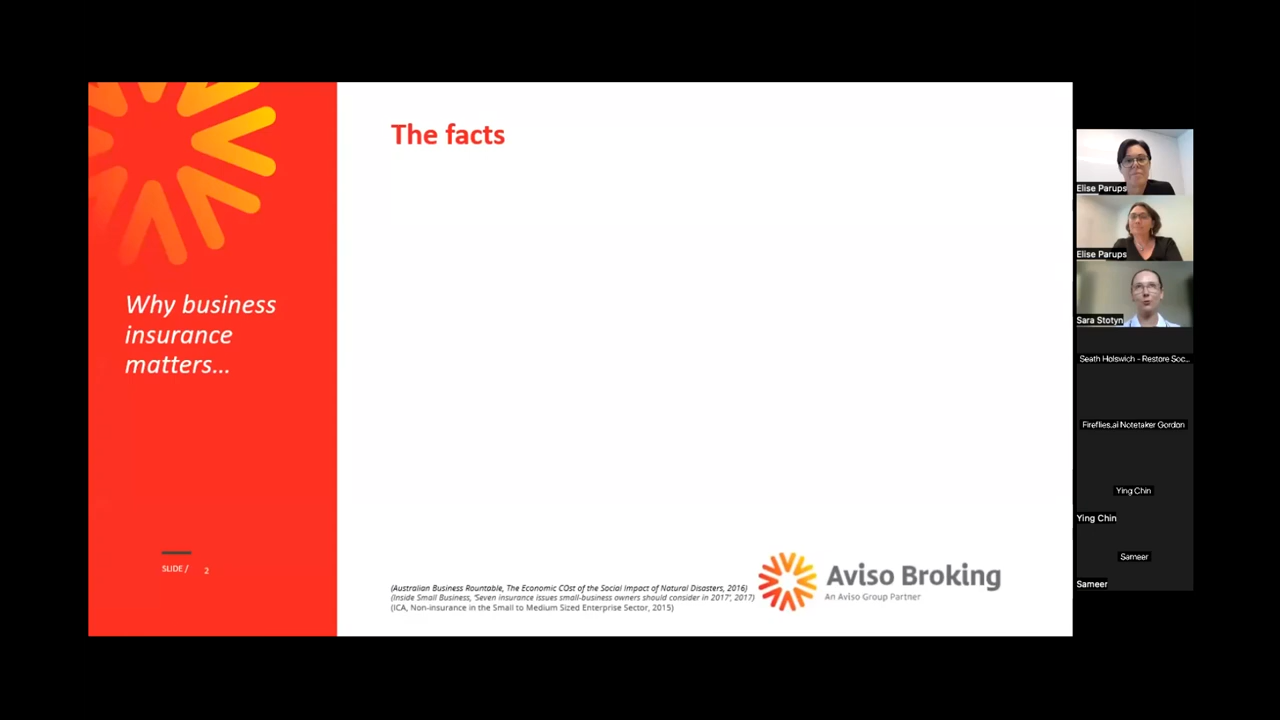 The facts
Why business
insurance
matters...
SLIDE / 2
(Australian Business Rountable, The Economic COst of the Social Impact of Natural Disasters, 2016)
(Inside Small Business, 'Seven insurance issues small-business owners should consider in 2017', 2017)
(ICA, Non-insurance in the Small to Medium Sized Enterprise Sector, 2015)
Aviso Broking
An Aviso Group Partner
Elise Parups
Elise Parups
Sara Stotyn
Seath Holswich - Restore Soc...
Fireflies.ai Notetaker Gordon
Ying Chin
Ying Chin
Sameer
Sameer